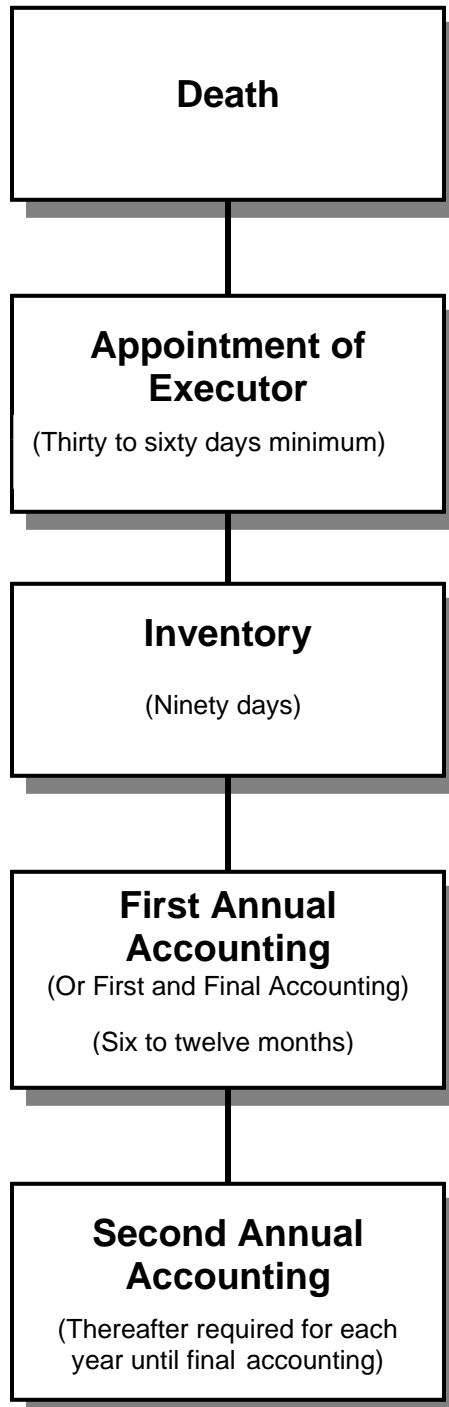 Death
Appointment of
Executor
(Thirty to sixty days minimum)
Inventory
(Ninety days)
First Annual
Accounting
(Or First and Final Accounting)
(Six to twelve months)
Second Annual
Accounting
(Thereafter required for each
year until final accounting)